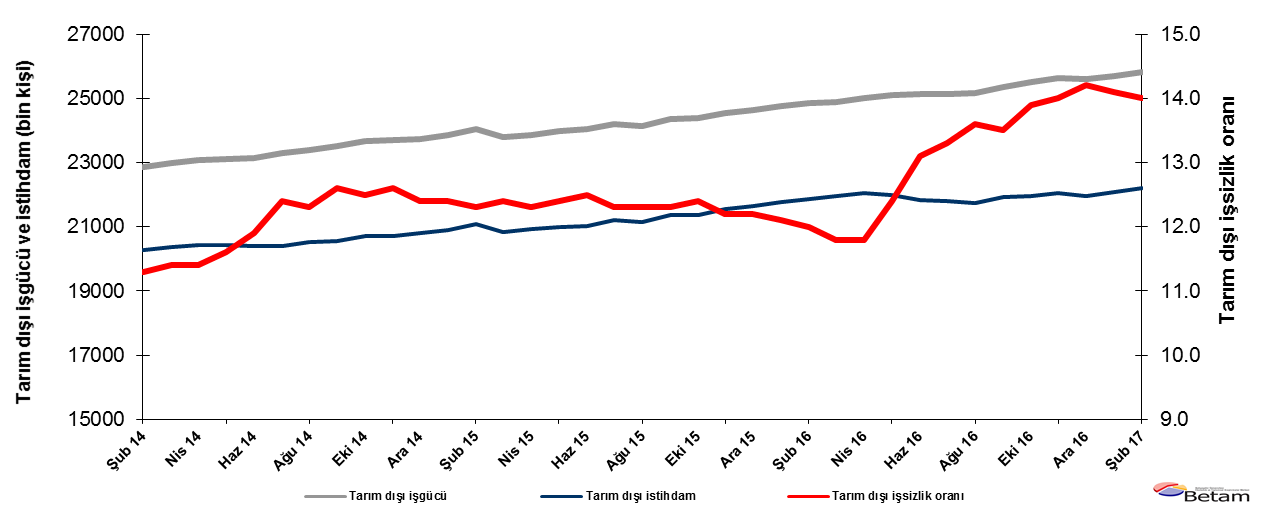 Tarım dışı işgücü ve istihdam (bin kişi)
27000
25000
23000
21000
19000
17000
15000
15.0
14.0
13.0
12.0
11.0
10.0
9.0
Tarım dışı işsizlik oranı
Şub 14
Nis 14
Haz 14
Ağu 14
Eki 14
Ara 14
Şub 15
Nis 15
Haz 15
Ağu 15
Eki 15
Ara 15
Şub 16
Nis 16
Haz 16
Ağu 16
Eki 16
Ara 16
Şub 17
Tarım dışı işgücü
Tarım dışı istihdam
Tarım dışı işsizlik oranı
Betam